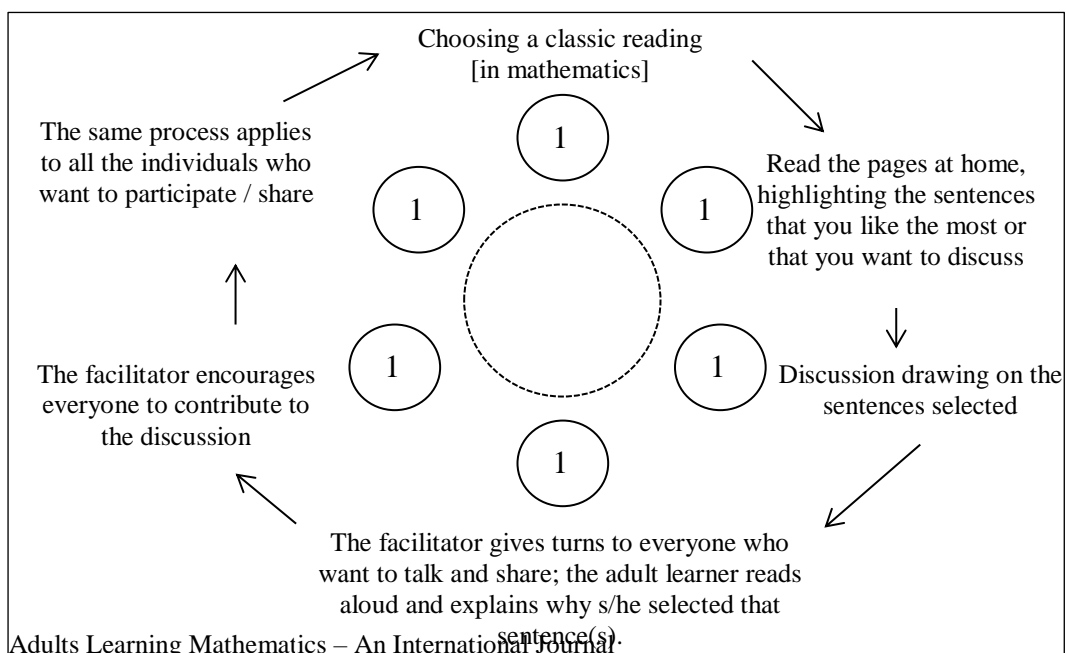 Choosing a classic reading
[in mathematics]
1
The same process applies
to all the individuals who
want to participate / share
1
1
Read the pages at home,
highlighting the sentences
that you like the most or
that you want to discuss
The facilitator encourages
everyone to contribute to
the discussion
1
1
Discussion drawing on the
sentences selected
1
The facilitator gives turns to everyone who
want to talk and share; the adult learner reads
aloud and explains why s/he selected that
sentence(s).
Adults Learning Mathematics – An International Journal